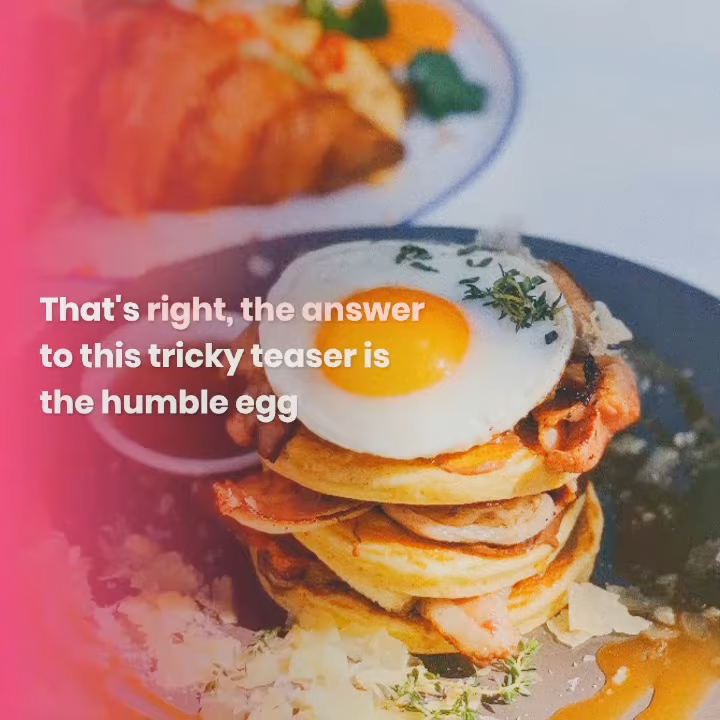 That's right, the answer
to this tricky teaser is
the humble egg